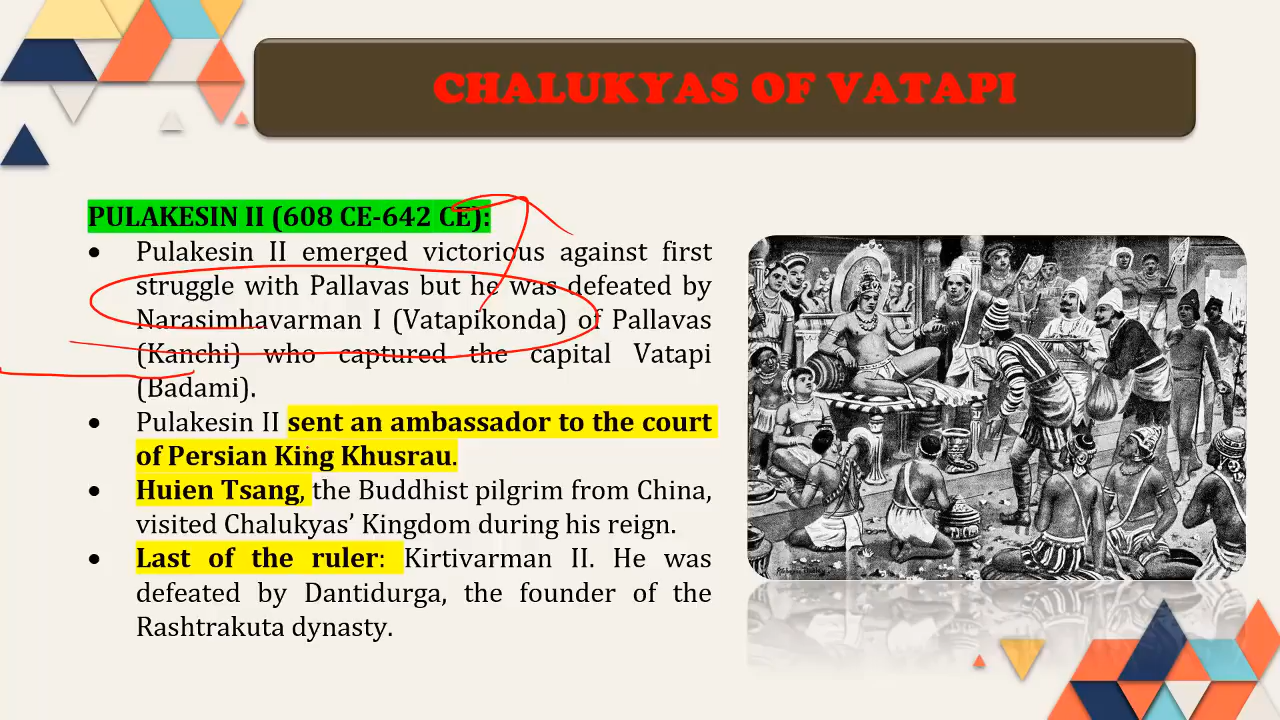 CHALUKYAS OF VATAPI
PULAKESIN II (608 CE-642 CE):
• Pulakesin II emerged victorious against first
struggle with Pallavas but he was defeated by
Narasimhavarman I (Vatapikonda) of Pallavas
(Kanchi) who captured the capital Vatapi
(Badami).
• Pulakesin II sent an ambassador to the court
of Persian King Khusrau.
• Huien Tsang, the Buddhist pilgrim from China,
visited Chalukyas’ Kingdom during his reign.
• Last of the ruler: Kirtivarman II. He was
defeated by Dantidurga, the founder of the
Rashtrakuta dynasty.